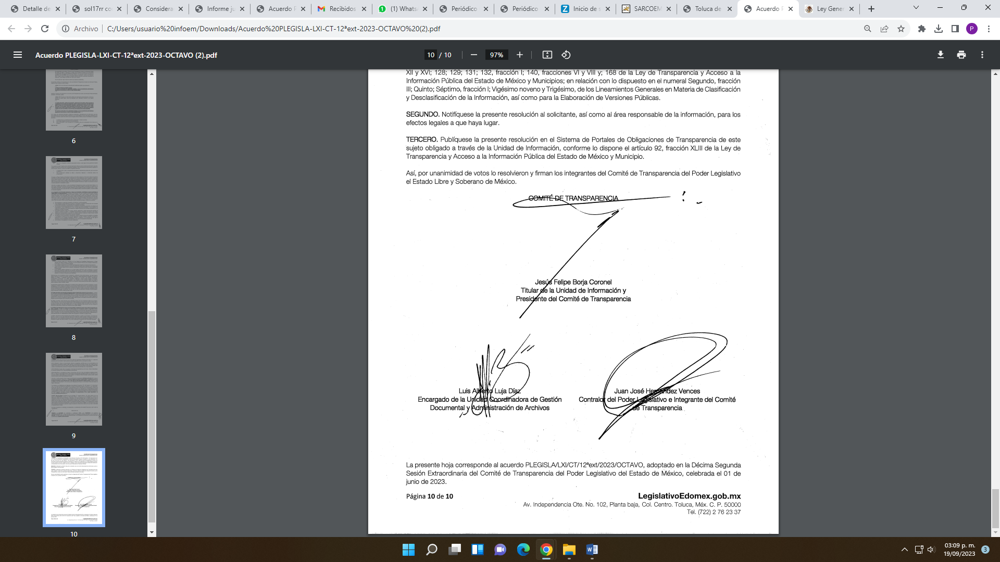 Detalle de
sol17rr co
Considera
Informe ju
Acuerdo P
Recibidos
(1) Whats
Periódico
Periódico
Inicio de s
SARCOEM
Toluca de
Acuerdo P
Ley Gener
Archivo
C:/Users/usuario%20infoem/Downloads/Acuerdo%20PLEGISLA-LXI-CT-12ªext-2023-OCTAVO%20(2).pdf
P
Acuerdo PLEGISLA-LXI-CT-12ªext-2023-OCTAVO (2).pdf
10 / 10
97%
6
7
8
9
10
XII y XVI; 128; 129; 131; 132, fracción I; 140, fracciones VI y VIII y; 168 de la Ley de Transparencia y Acceso a la
Información Pública del Estado de México y Municipios; en relación con lo dispuesto en el numeral Segundo, fracción
III; Quinto; Séptimo, fracción I; Vigésimo noveno y Trigésimo, de los Lineamientos Generales en Materia de Clasificación
y Desclasificación de la Información, así como para la Elaboración de Versiones Públicas.
SEGUNDO. Notifíquese la presente resolución al solicitante, así como al área responsable de la información, para los
efectos legales a que haya lugar.
TERCERO. Publíquese la presente resolución en el Sistema de Portales de Obligaciones de Transparencia de este
sujeto obligado a través de la Unidad de Información, conforme lo dispone el artículo 92, fracción XLIII de la Ley de
Transparencia y Acceso a la Información Pública del Estado de México y Municipio.
Así, por unanimidad de votos lo resolvieron y firman los integrantes del Comité de Transparencia del Poder Legislativo
el Estado Libre y Soberano de México.
COMITÉ DE TRANSPARENCIA
Jesús Felipe Borja Coronel
Titular de la Unidad de Información y
Presidente del Comité de Transparencia
Luis Alberto Luja Díaz
Encargado de la Unidad Coordinadora de Gestión
Documental y Administración de Archivos
Juan José Hernández Vences
Contralor del Poder Legislativo e Integrante del Comité
de Transparencia
La presente hoja corresponde al acuerdo PLEGISLA/LXI/CT/12ªext/2023/OCTAVO, adoptado en la Décima Segunda
Sesión Extraordinaria del Comité de Transparencia del Poder Legislativo del Estado de México, celebrada el 01 de
junio de 2023.
Página 10 de 10
LegislativoEdomex.gob.mx
Av. Independencia Ote. No. 102, Planta baja, Col. Centro. Toluca, Méx. C. P. 50000
Tel. (722) 2 76 23 37
03:09 p. m.
19/09/2023
3